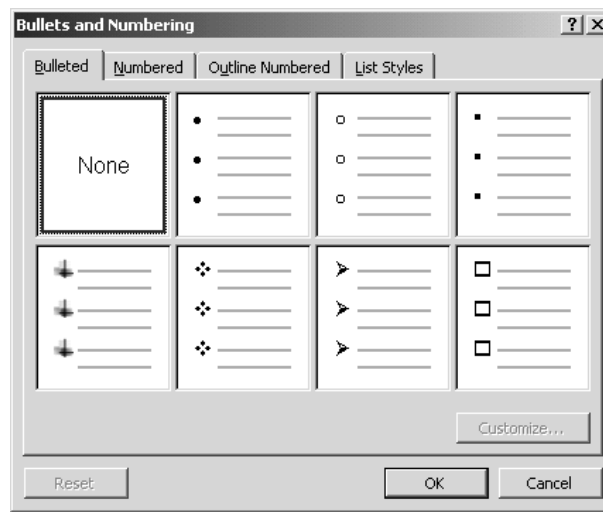 Bullets and Numbering
Bulleted Numbered Outline Numbered List Styles
None
Customize...
Reset OK Cancel